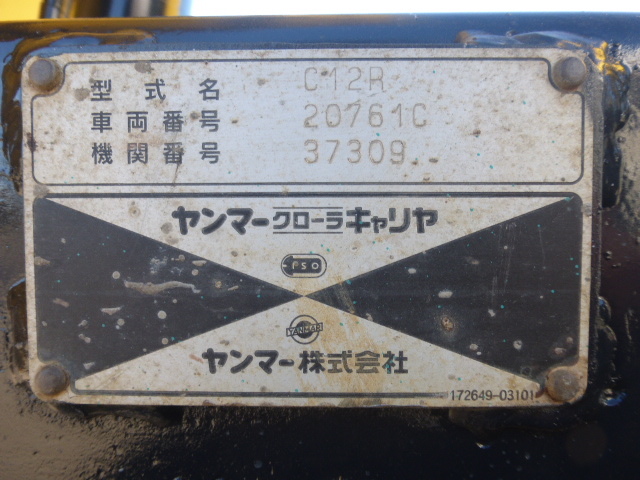 型式名 C12R
車両番号 20761C
機関番号 37309
ヤンマークローラキャリヤ
PSO
YANMAR
ヤンマー株式会社
172649-03101